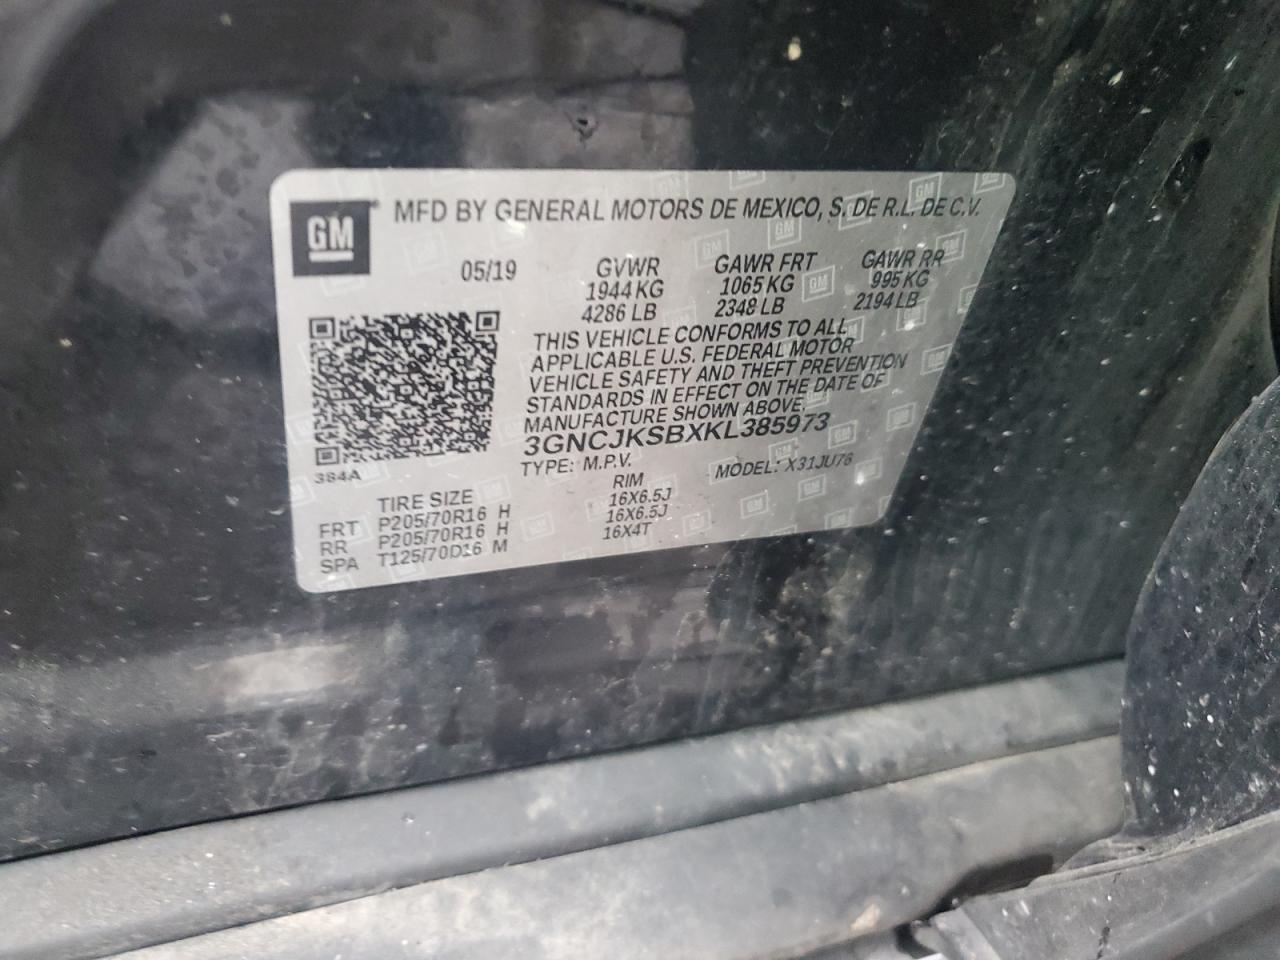 GM MFD BY GENERAL MOTORS DE MEXICO, S. DE R.L. DE C.V.
05/19 GVWR GAWR FRT GAWR RR
1944 KG 1065 KG 995 KG
4286 LB 2348 LB 2194 LB
THIS VEHICLE CONFORMS TO ALL
APPLICABLE U.S. FEDERAL MOTOR
VEHICLE SAFETY AND THEFT PREVENTION
STANDARDS IN EFFECT ON THE DATE OF
MANUFACTURE SHOWN ABOVE.
3GNCJKSBXKL385973
TYPE: M.P.V. MODEL: X31JU76
384A
TIRE SIZE RIM
FRT P205/70R16 H 16X6.5J
RR P205/70R16 H 16X6.5J
SPA T125/70D16 M 16X4T